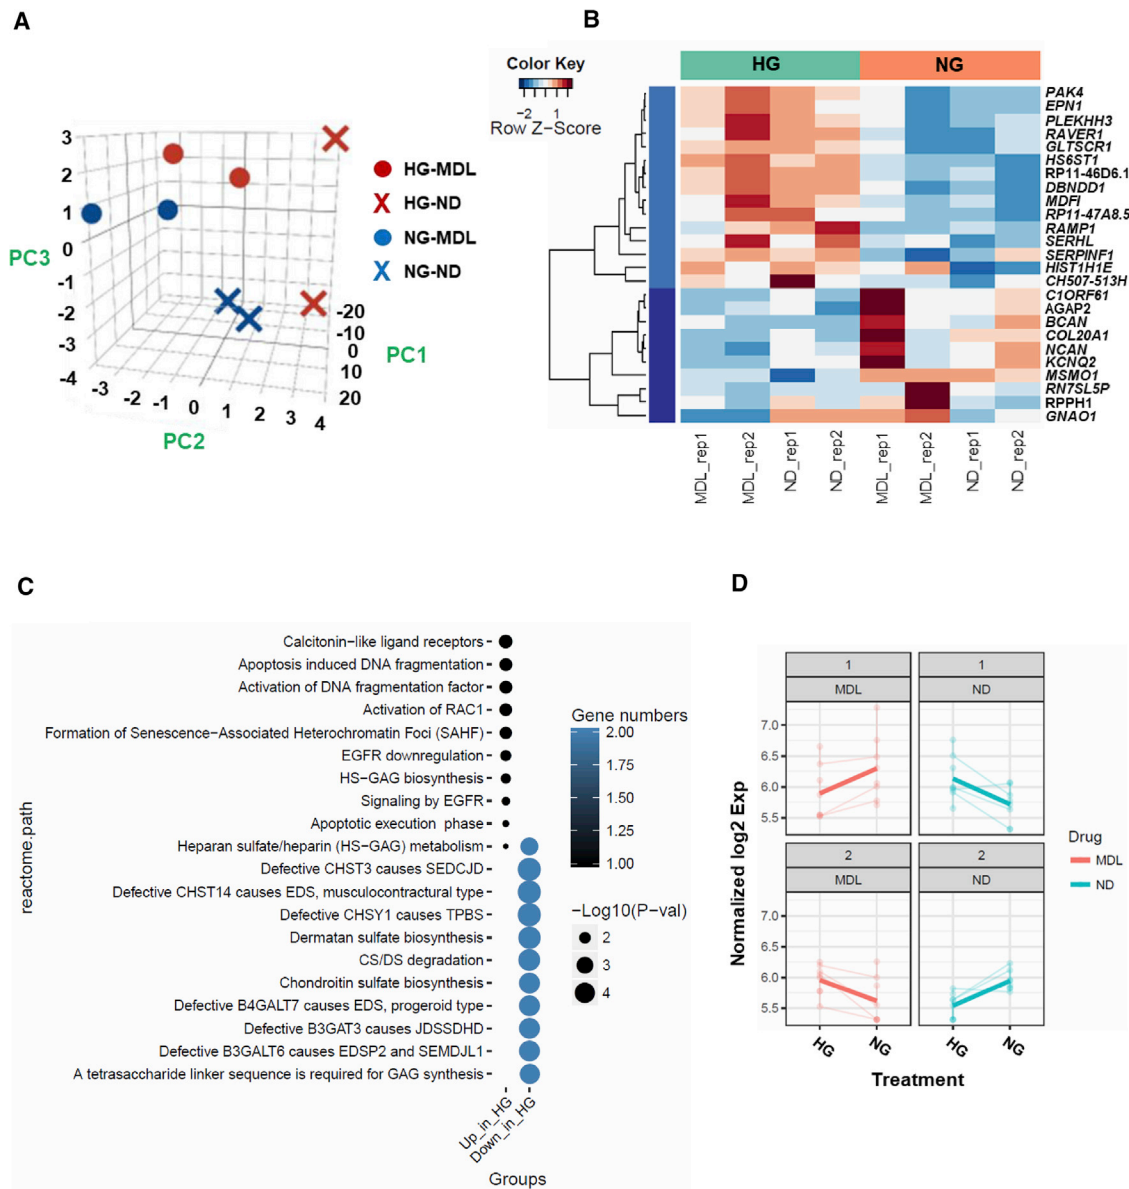 A
3
2
1
0
-1
-2
-3
-4
PC3
-3
-2
-1
0
1
2
3
4
PC2
-20
-10
0
10
20
PC1
HG-MDL
HG-ND
NG-MDL
NG-ND
B
Color Key
−2
1
Row Z−Score
HG
NG
PAK4
EPN1
PLEKHH3
RAVER1
GLTSCR1
HS6ST1
RP11-46D6.1
DBNDD1
MDFI
RP11-47A8.5
RAMP1
SERHL
SERPINF1
HIST1H1E
CH507-513H
C1ORF61
AGAP2
BCAN
COL20A1
NCAN
KCNQ2
MSMO1
RN7SL5P
RPPH1
GNAO1
MDL_rep1
MDL_rep2
ND_rep1
ND_rep2
MDL_rep1
MDL_rep2
ND_rep1
ND_rep2
C
reactome.path
Calcitonin−like ligand receptors
Apoptosis induced DNA fragmentation
Activation of DNA fragmentation factor
Activation of RAC1
Formation of Senescence−Associated Heterochromatin Foci (SAHF)
EGFR downregulation
HS−GAG biosynthesis
Signaling by EGFR
Apoptotic execution phase
Heparan sulfate/heparin (HS−GAG) metabolism
Defective CHST3 causes SEDCJD
Defective CHST14 causes EDS, musculocontractural type
Defective CHSY1 causes TPBS
Dermatan sulfate biosynthesis
CS/DS degradation
Chondroitin sulfate biosynthesis
Defective B4GALT7 causes EDS, progeroid type
Defective B3GAT3 causes JDSSDHD
Defective B3GALT6 causes EDSP2 and SEMDJL1
A tetrasaccharide linker sequence is required for GAG synthesis
Up_in_HG
Down_in_HG
Groups
Gene numbers
2.00
1.75
1.50
1.25
1.00
−Log10(P−val)
2
3
4
D
Normalized log2 Exp
1
MDL
1
ND
7.0
6.5
6.0
5.5
2
MDL
2
ND
7.0
6.5
6.0
5.5
HG
NG
HG
NG
Treatment
Drug
MDL
ND